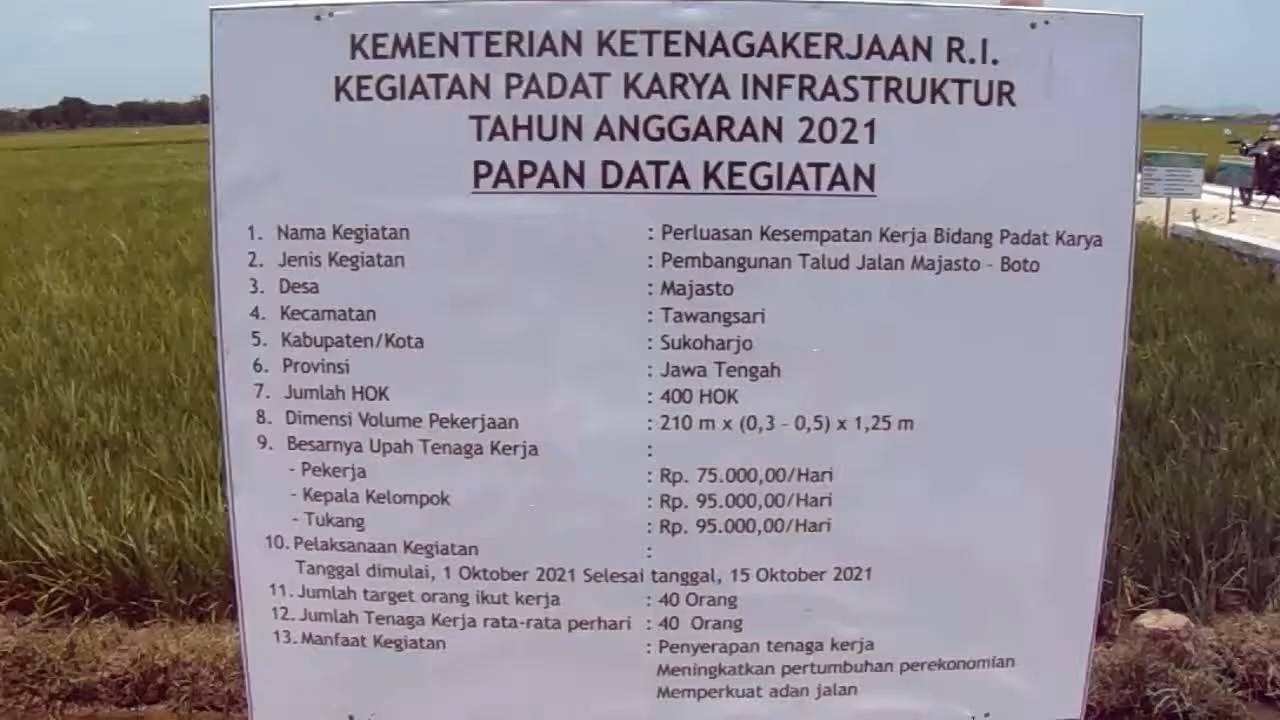 KEMENTERIAN KETENAGAKERJAAN R.I.
KEGIATAN PADAT KARYA INFRASTRUKTUR
TAHUN ANGGARAN 2021
PAPAN DATA KEGIATAN
1. Nama Kegiatan : Perluasan Kesempatan Kerja Bidang Padat Karya
2. Jenis Kegiatan : Pembangunan Talud Jalan Majasto - Boto
3. Desa : Majasto
4. Kecamatan : Tawangsari
5. Kabupaten/Kota : Sukoharjo
6. Provinsi : Jawa Tengah
7. Jumlah HOK : 400 HOK
8. Dimensi Volume Pekerjaan : 210 m x (0,3 - 0,5) x 1,25 m
9. Besarnya Upah Tenaga Kerja :
- Pekerja : Rp. 75.000,00/Hari
- Kepala Kelompok : Rp. 95.000,00/Hari
- Tukang : Rp. 95.000,00/Hari
10. Pelaksanaan Kegiatan :
Tanggal dimulai, 1 Oktober 2021 Selesai tanggal, 15 Oktober 2021
11. Jumlah target orang ikut kerja : 40 Orang
12. Jumlah Tenaga Kerja rata-rata perhari : 40 Orang
13. Manfaat Kegiatan : Penyerapan tenaga kerja
Meningkatkan pertumbuhan perekonomian
Memperkuat adan jalan